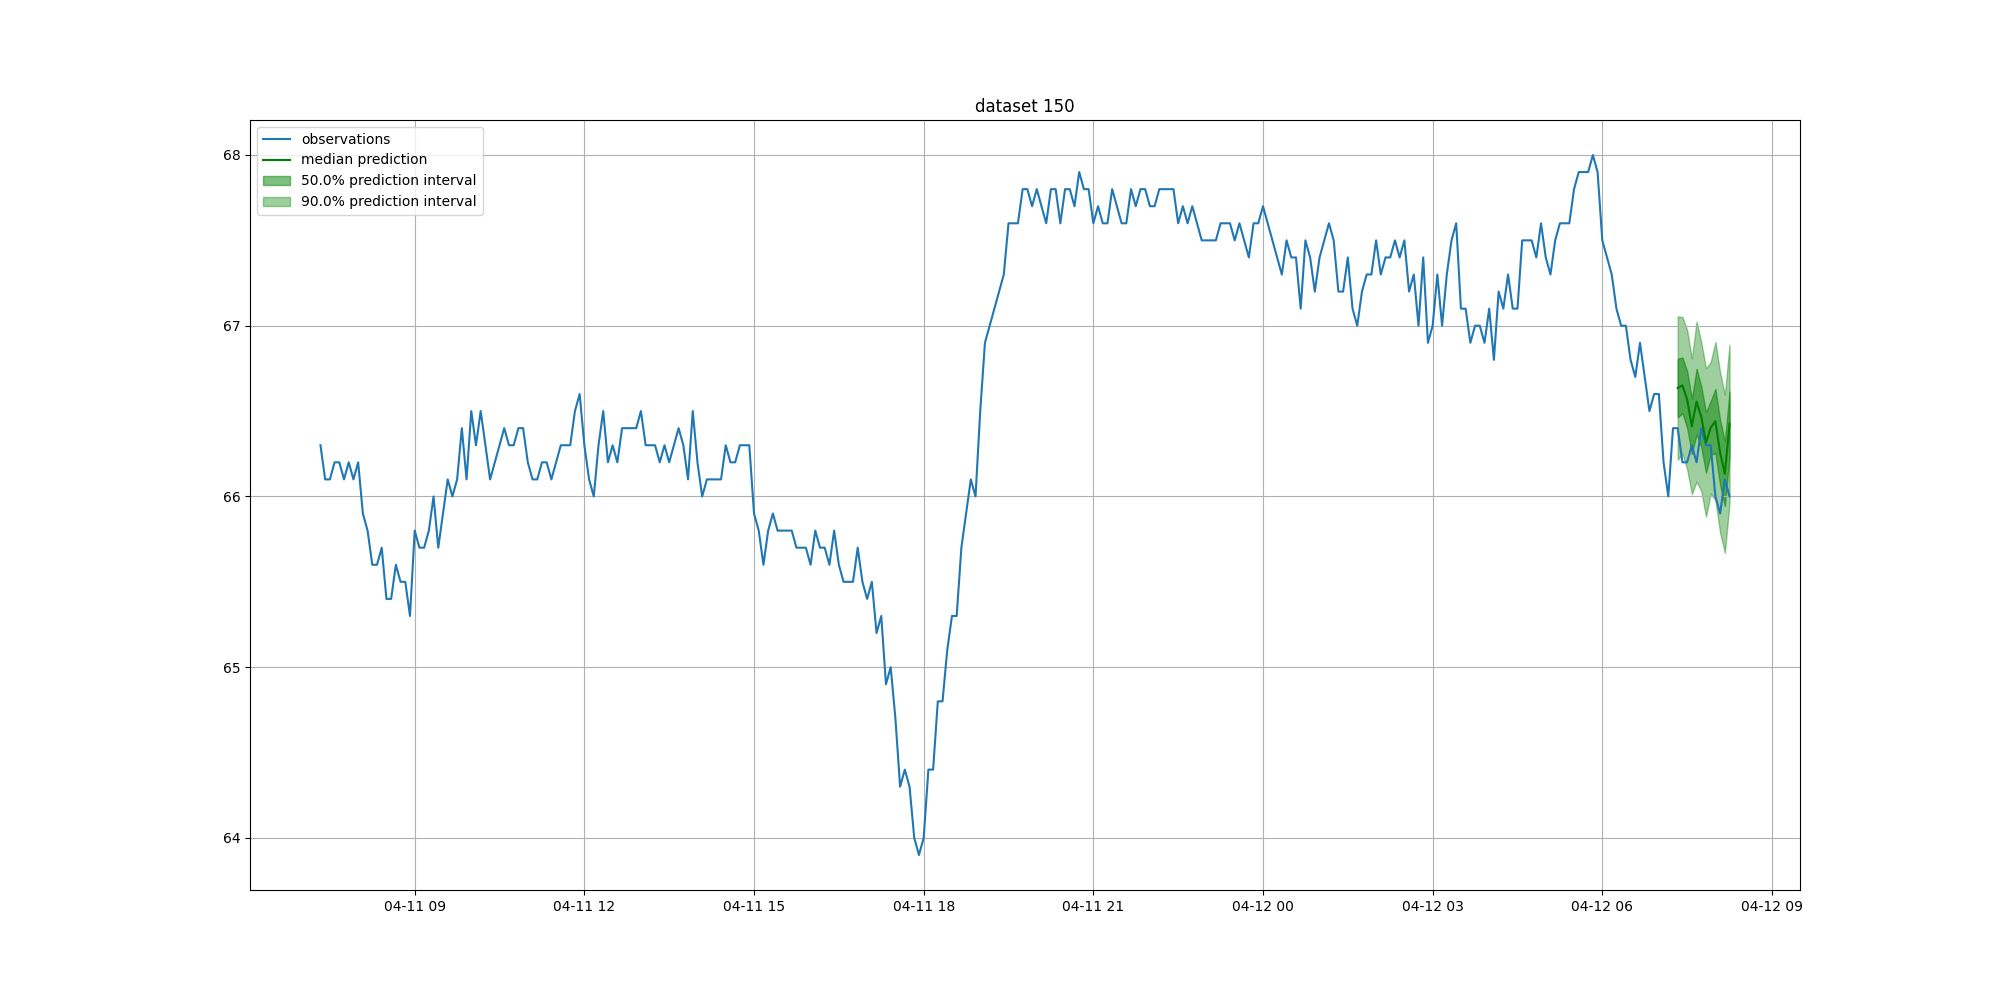 dataset 150
observations
median prediction
50.0% prediction interval
90.0% prediction interval
68
67
66
65
64
04-11 09 04-11 12 04-11 15 04-11 18 04-11 21 04-12 00 04-12 03 04-12 06 04-12 09